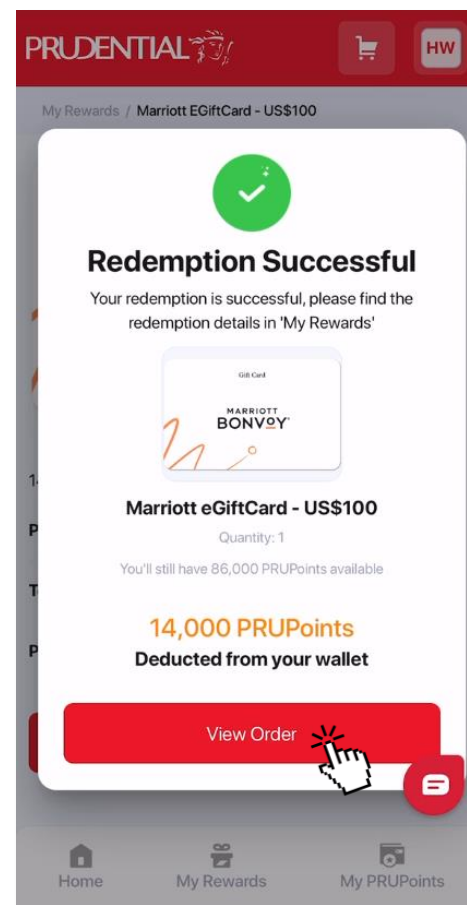 PRUDENTIAL
HW
My Rewards / Marriott EGiftCard - US$100
Redemption Successful
Your redemption is successful, please find the
redemption details in 'My Rewards'
Gift Card
MARRIOTT
BONVOY
Marriott eGiftCard - US$100
Quantity: 1
You'll still have 86,000 PRUPoints available
14,000 PRUPoints
Deducted from your wallet
View Order
Home
My Rewards
My PRUPoints